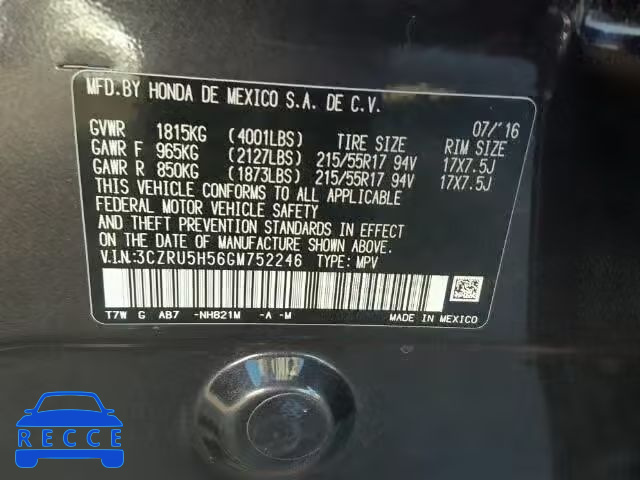 MFD.BY HONDA DE MEXICO S.A. DE C.V.
07/'16
GVWR 1815KG (4001LBS) TIRE SIZE RIM SIZE
GAWR F 965KG (2127LBS) 215/55R17 94V 17X7.5J
GAWR R 850KG (1873LBS) 215/55R17 94V 17X7.5J
THIS VEHICLE CONFORMS TO ALL APPLICABLE
FEDERAL MOTOR VEHICLE SAFETY
AND THEFT PREVENTION STANDARDS IN EFFECT
ON THE DATE OF MANUFACTURE SHOWN ABOVE.
V.I.N:3CZRU5H56GM752246 TYPE: MPV
T7W G AB7 -NH821M -A -M MADE IN MEXICO
RECCE